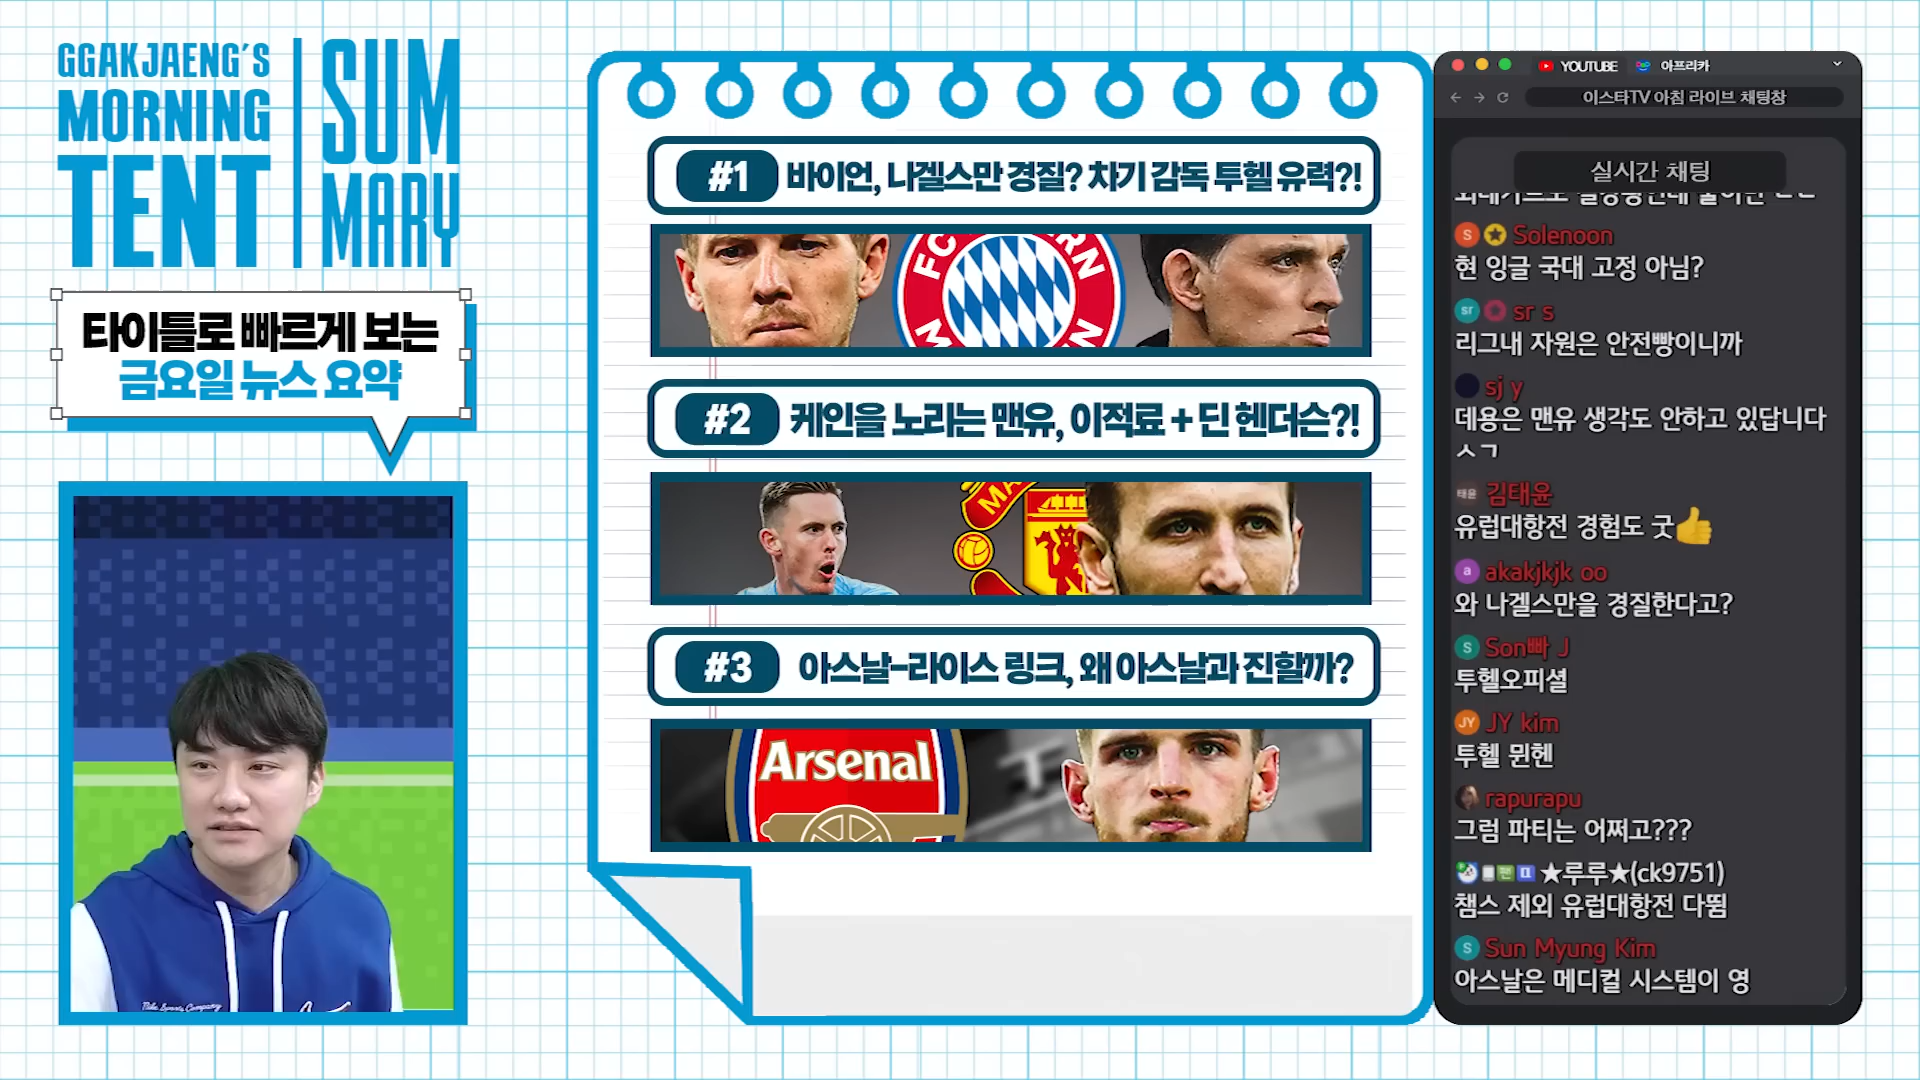 GGAKJAENG'S
MORNING
TENT
SUM
MARY
타이틀로 빠르게 보는
금요일 뉴스 요약
#1 바이언, 나겔스만 경질? 차기 감독 투헬 유력?!
FC
#2 케인을 노리는 맨유, 이적료 + 딘 헨더슨?!
MA
#3 아스날-라이스 링크, 왜 아스날과 진할까?
Arsenal
YOUTUBE
아프리카
이스타TV 아침 라이브 채팅창
실시간 채팅
Solenoon
현 잉글 국대 고정 아님?
sr s
리그내 자원은 안전빵이니까
sj y
데용은 맨유 생각도 안하고 있답니다
ㅅㄱ
김태윤
유럽대항전 경험도 굿👍
akakjkjk oo
와 나겔스만을 경질한다고?
Son빠 J
투헬오피셜
JY kim
투헬 뮌헨
rapurapu
그럼 파티는 어쩌고???
★루루★(ck9751)
챔스 제외 유럽대항전 다뜀
Sun Myung Kim
아스날은 메디컬 시스템이 영